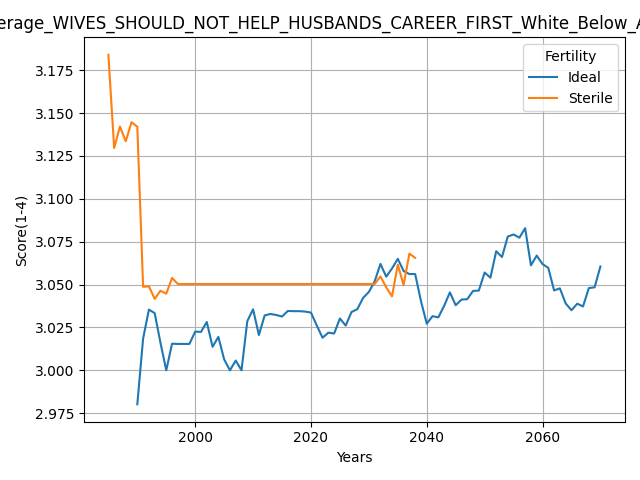 erage_WIVES_SHOULD_NOT_HELP_HUSBANDS_CAREER_FIRST_White_Below_A
Fertility
Ideal
Sterile
3.175
3.150
3.125
3.100
3.075
3.050
3.025
3.000
2.975
Score(1-4)
2000 2020 2040 2060
Years